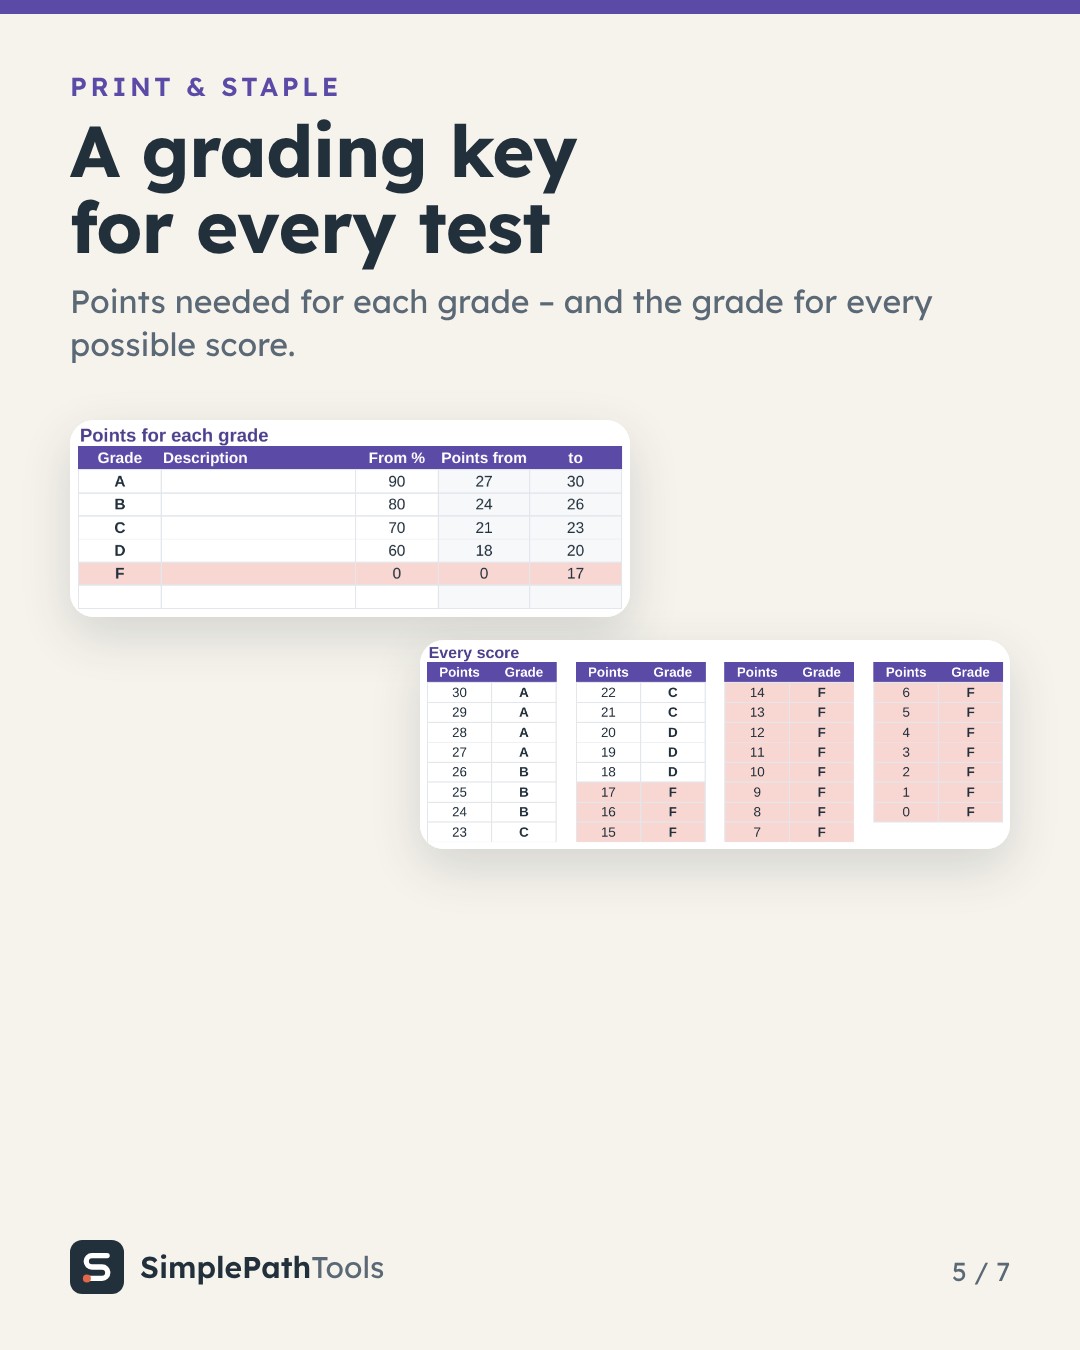 PRINT & STAPLE
A grading key
for every test
Points needed for each grade – and the grade for every
possible score.
Points for each grade
Grade Description From % Points from to
A 90 27 30
B 80 24 26
C 70 21 23
D 60 18 20
F 0 0 17
Every score
Points Grade Points Grade Points Grade Points Grade
30 A 22 C 14 F 6 F
29 A 21 C 13 F 5 F
28 A 20 D 12 F 4 F
27 A 19 D 11 F 3 F
26 B 18 D 10 F 2 F
25 B 17 F 9 F 1 F
24 B 16 F 8 F 0 F
23 C 15 F 7 F
S SimplePathTools
5 / 7